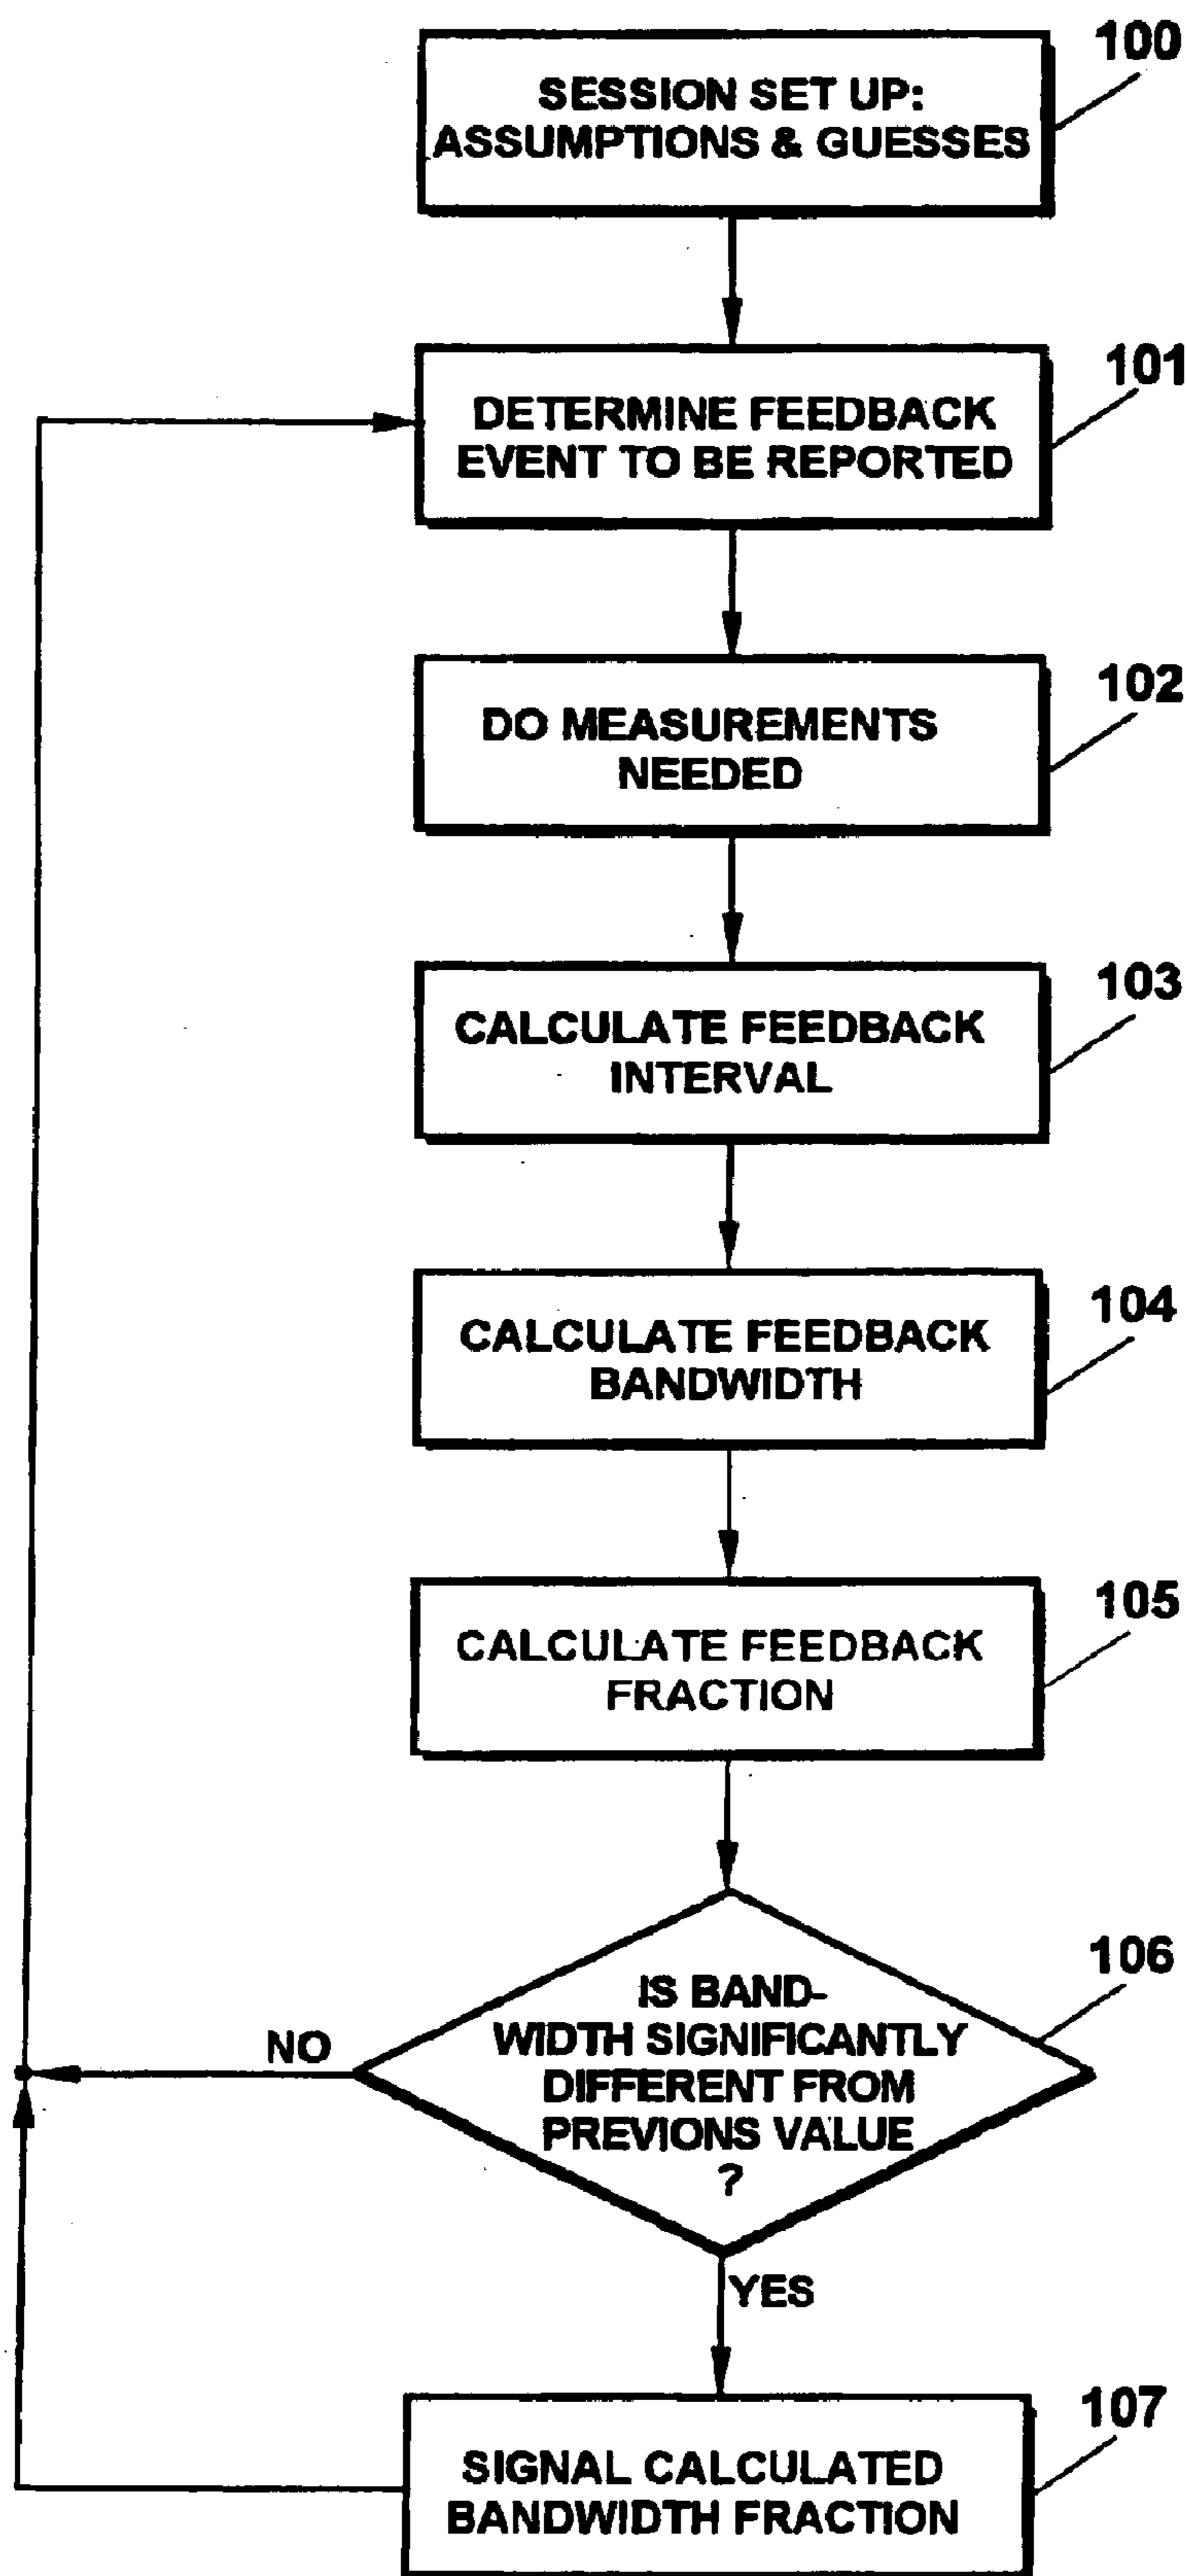 100
SESSION SET UP:
ASSUMPTIONS & GUESSES
101
DETERMINE FEEDBACK
EVENT TO BE REPORTED
102
DO MEASUREMENTS
NEEDED
103
CALCULATE FEEDBACK
INTERVAL
104
CALCULATE FEEDBACK
BANDWIDTH
105
CALCULATE FEEDBACK
FRACTION
106
IS BAND-
WIDTH SIGNIFICANTLY
DIFFERENT FROM
PREVIONS VALUE
?
NO
YES
107
SIGNAL CALCULATED
BANDWIDTH FRACTION